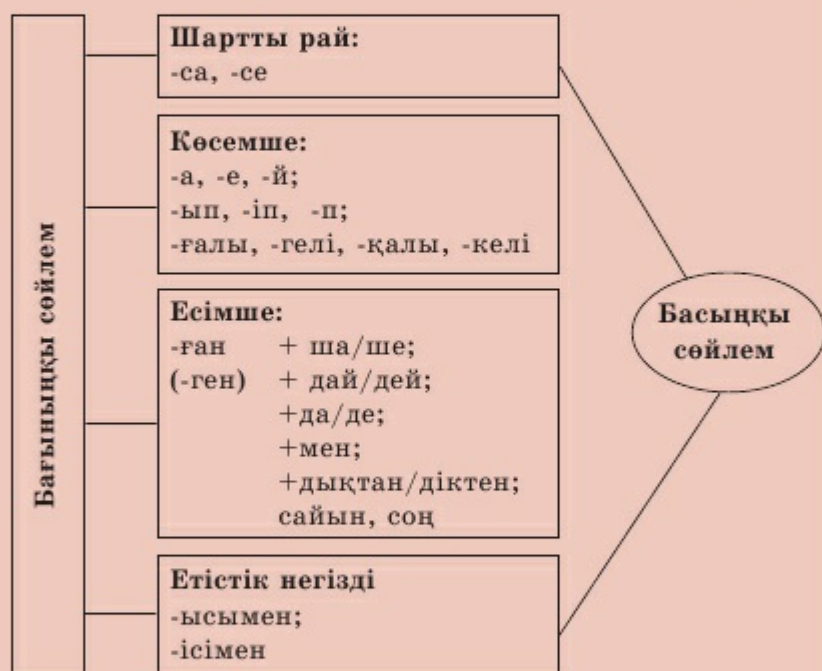 Бағыныңқы сөйлем
Шартты рай:
-са, -се
Көсемше:
-а, -е, -й;
-ып, -іп, -п;
-ғалы, -гелі, -қалы, -келі
Есімше:
-ған + ша/ше;
(-ген) + дай/дей;
+да/де;
+мен;
+дықтан/діктен;
сайын, соң
Етістік негізді
-ысымен;
-ісімен
Басыңқы
сөйлем